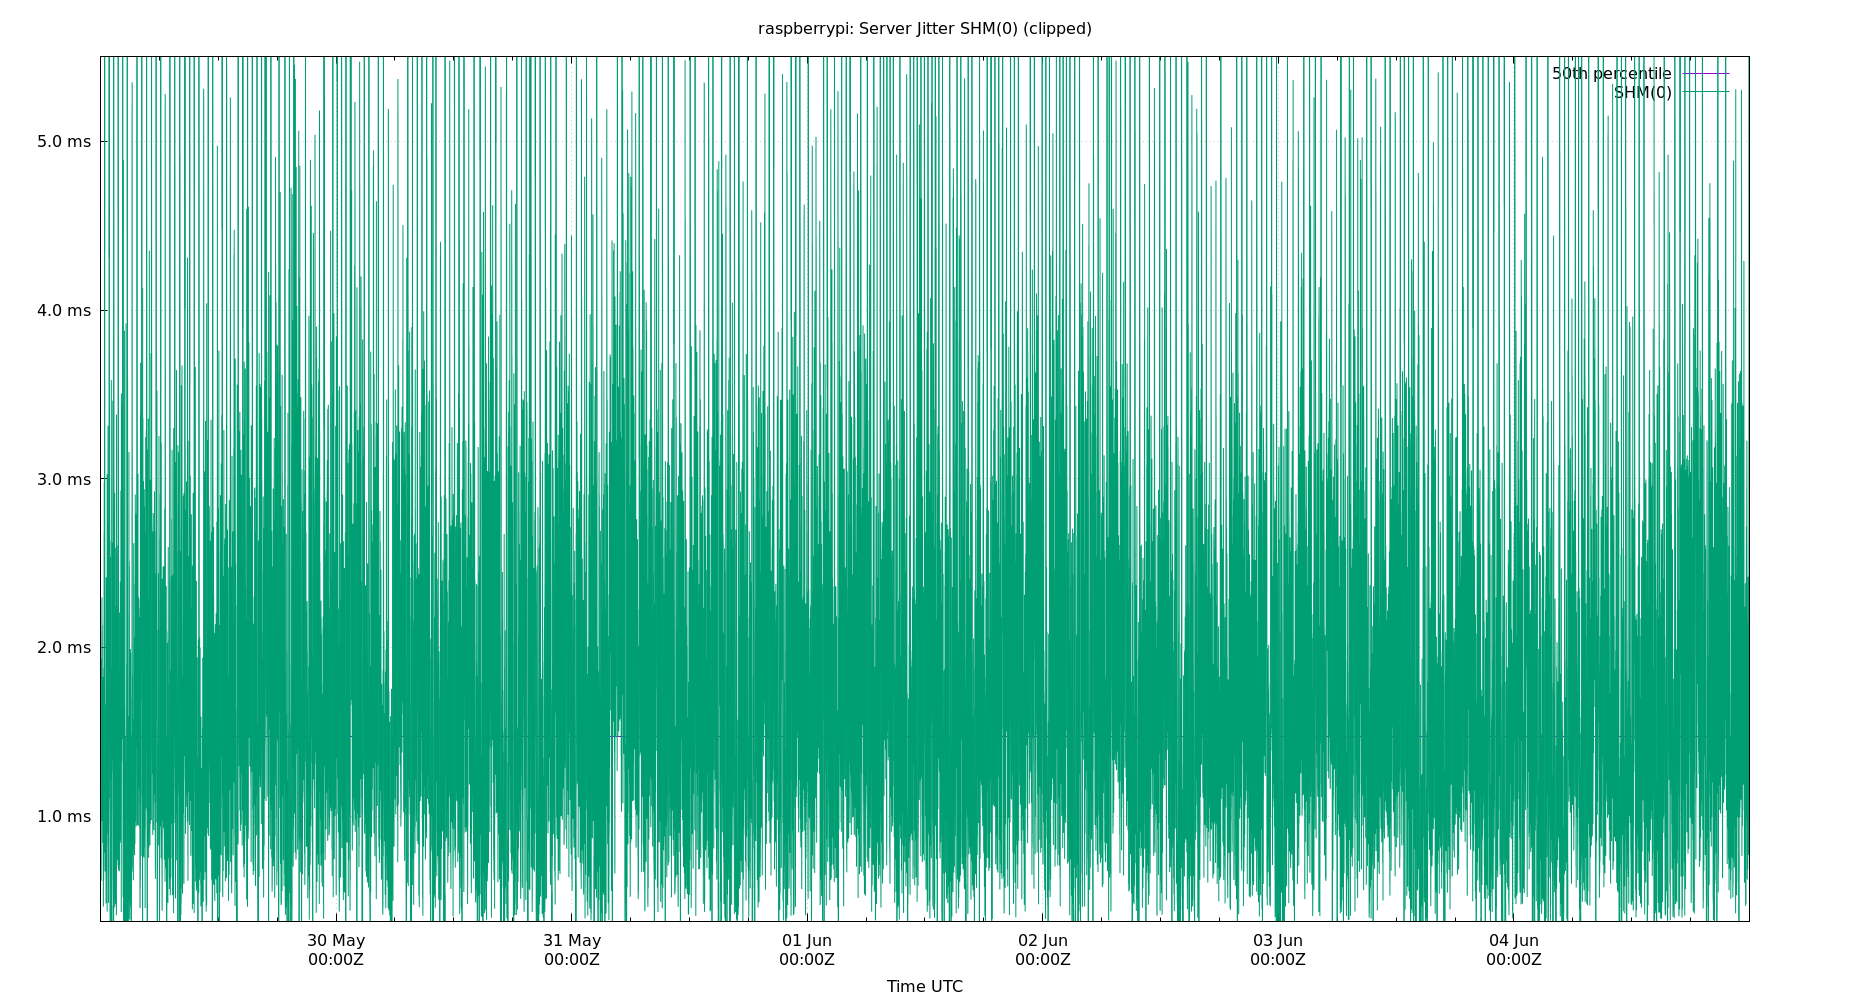 raspberrypi: Server Jitter SHM(0) (clipped)
50th percentile
SHM(0)
5.0 ms
4.0 ms
3.0 ms
2.0 ms
1.0 ms
30 May 31 May 01 Jun 02 Jun 03 Jun 04 Jun
00:00Z 00:00Z 00:00Z 00:00Z 00:00Z 00:00Z
Time UTC